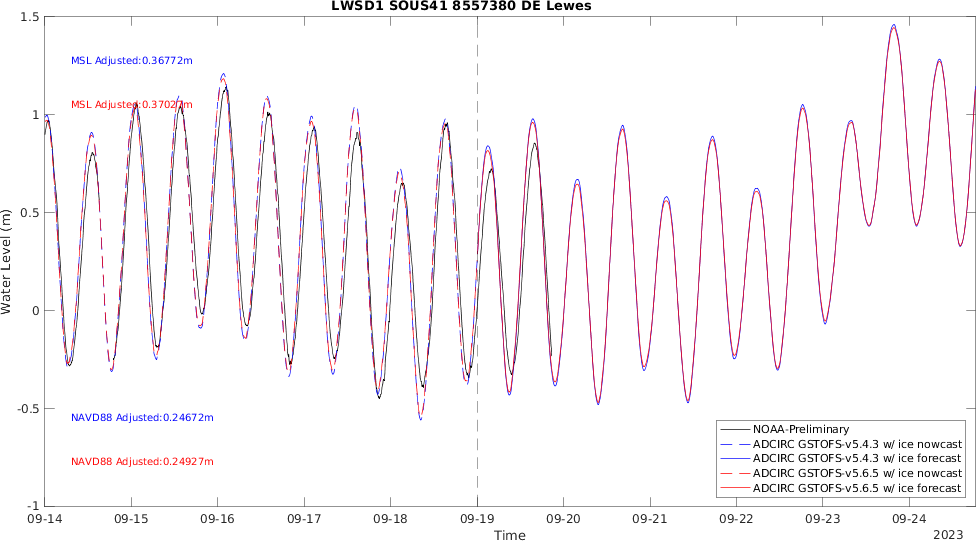 LWSD1 SOUS41 8557380 DE Lewes
1.5
1
0.5
0
-0.5
-1
Water Level (m)
MSL Adjusted:0.36772m
MSL Adjusted:0.37027m
NAVD88 Adjusted:0.24672m
NAVD88 Adjusted:0.24927m
NOAA-Preliminary
ADCIRC GSTOFS-v5.4.3 w/ ice nowcast
ADCIRC GSTOFS-v5.4.3 w/ ice forecast
ADCIRC GSTOFS-v5.6.5 w/ ice nowcast
ADCIRC GSTOFS-v5.6.5 w/ ice forecast
09-14 09-15 09-16 09-17 09-18 09-19 09-20 09-21 09-22 09-23 09-24
Time
2023